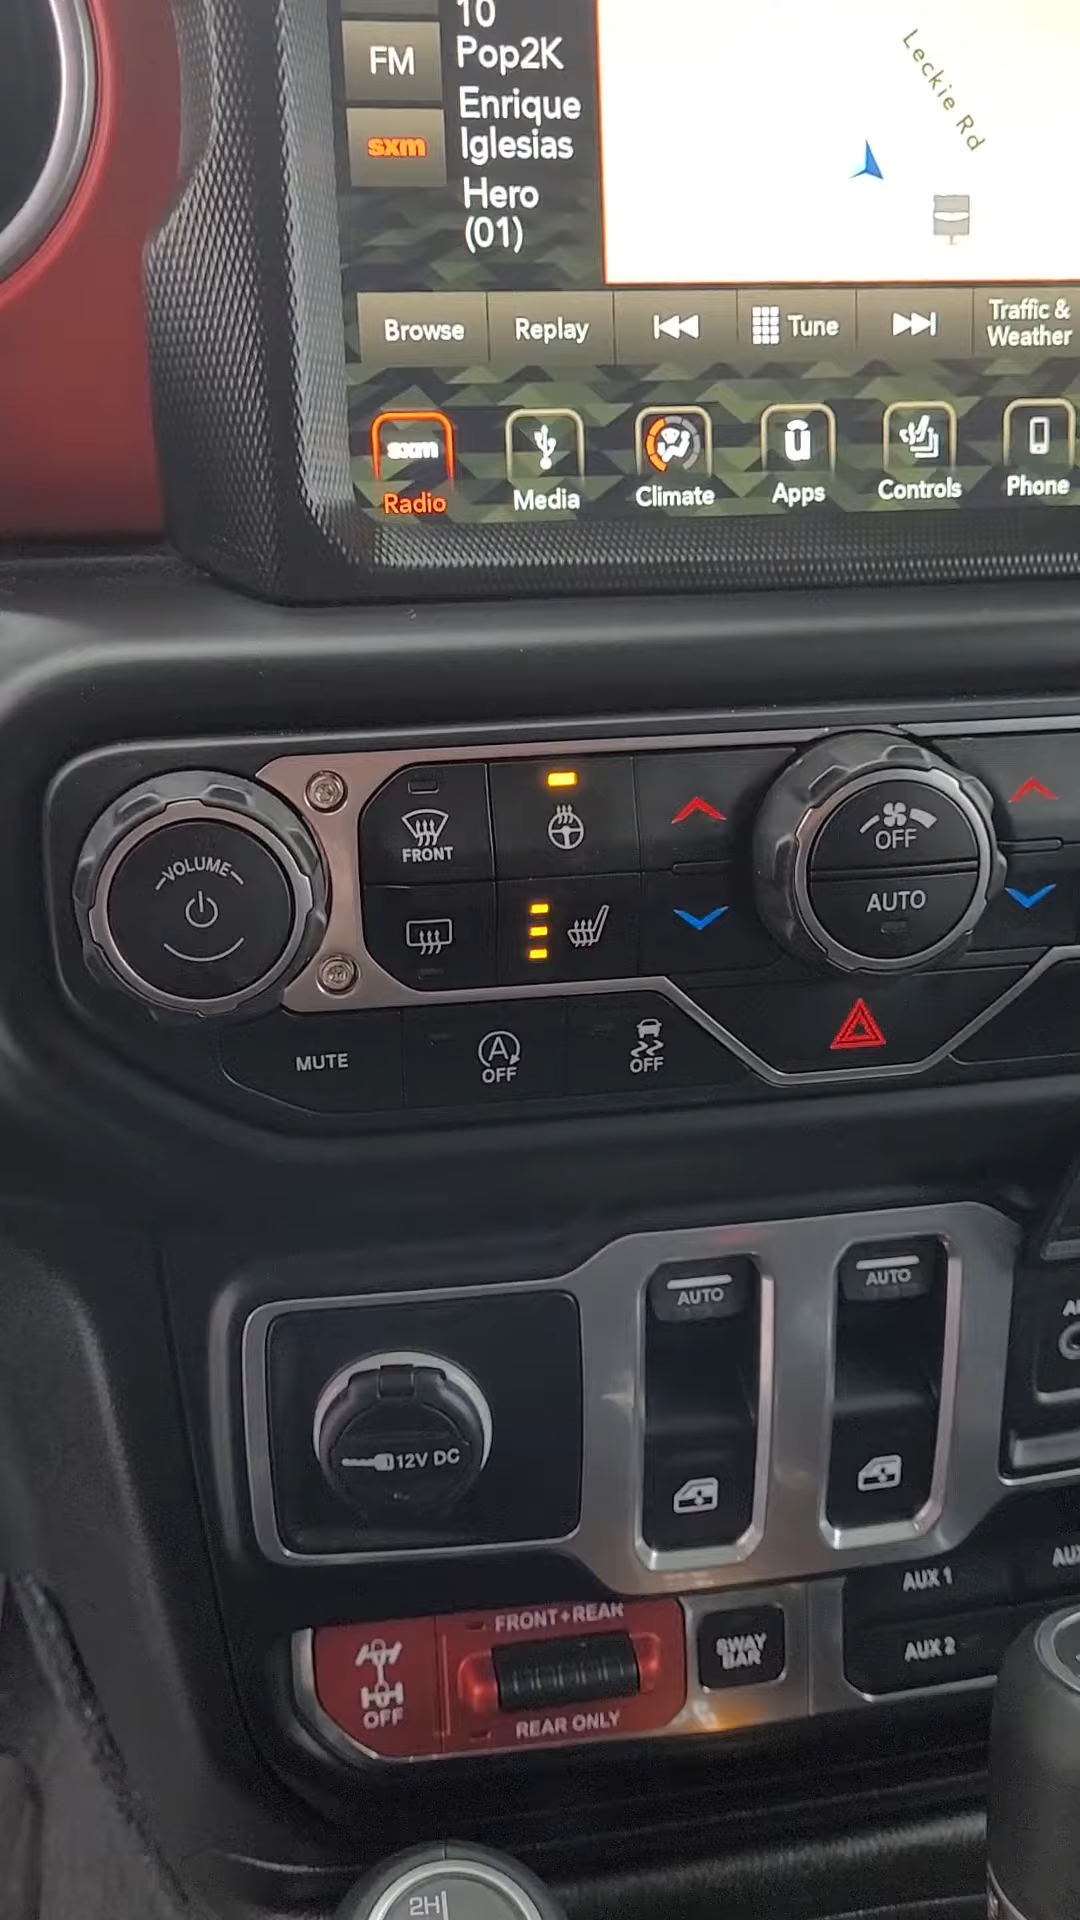 10
Pop2K
FM
Enrique
Iglesias
sxm
Hero
(01)
Leckie Rd
Browse
Replay
Tune
Traffic &
Weather
sxm
Radio
Media
Climate
Apps
Controls
Phone
VOLUME
FRONT
OFF
AUTO
MUTE
A
OFF
OFF
AUTO
AUTO
12V DC
AUX 1
AUX 2
FRONT+REAR
OFF
REAR ONLY
SWAY
BAR
2H